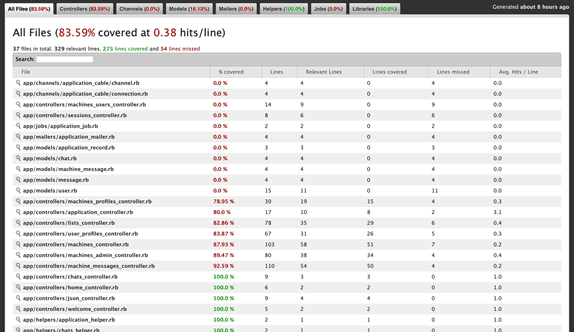 All Files (83.59%) Controllers (83.59%) Channels (0.0%) Models (16.13%) Mailers (0.0%) Helpers (100.0%) Jobs (0.0%) Libraries (100.0%) Generated about 8 hours ago
All Files (83.59% covered at 0.38 hits/line)
37 files in total. 329 relevant lines. 275 lines covered and 54 lines missed
Search:
File % covered Lines Relevant Lines Lines covered Lines missed Avg. Hits / Line
app/channels/application_cable/channel.rb 0.0 % 4 4 0 4 0.0
app/channels/application_cable/connection.rb 0.0 % 4 4 0 4 0.0
app/controllers/machines_users_controller.rb 0.0 % 14 9 0 9 0.0
app/controllers/sessions_controller.rb 0.0 % 8 6 0 6 0.0
app/jobs/application_job.rb 0.0 % 2 2 0 2 0.0
app/mailers/application_mailer.rb 0.0 % 4 4 0 4 0.0
app/models/application_record.rb 0.0 % 3 3 0 3 0.0
app/models/chat.rb 0.0 % 4 4 0 4 0.0
app/models/machine_message.rb 0.0 % 4 4 0 4 0.0
app/models/message.rb 0.0 % 4 4 0 4 0.0
app/models/user.rb 0.0 % 15 11 0 11 0.0
app/controllers/machines_profiles_controller.rb 78.95 % 30 19 15 4 0.3
app/controllers/application_controller.rb 80.0 % 17 10 8 2 3.1
app/controllers/lists_controller.rb 82.86 % 78 35 29 6 0.4
app/controllers/user_profiles_controller.rb 83.87 % 67 31 26 5 0.3
app/controllers/machines_controller.rb 87.93 % 103 58 51 7 0.2
app/controllers/machines_admin_controller.rb 89.47 % 80 38 34 4 0.4
app/controllers/machine_messages_controller.rb 92.59 % 110 54 50 4 0.2
app/controllers/chats_controller.rb 100.0 % 9 3 3 0 1.0
app/controllers/home_controller.rb 100.0 % 6 2 2 0 1.0
app/controllers/json_controller.rb 100.0 % 9 4 4 0 1.0
app/controllers/welcome_controller.rb 100.0 % 5 2 2 0 1.0
app/helpers/application_helper.rb 100.0 % 2 1 1 0 1.0
app/helpers/chats_helper.rb 100.0 % 2 1 1 0 1.0